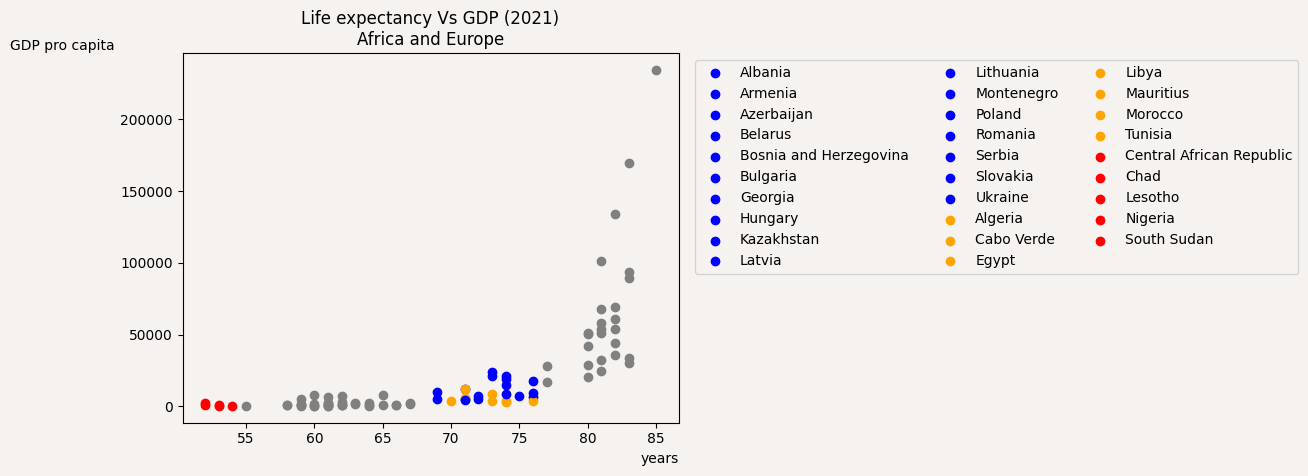 Life expectancy Vs GDP (2021)
Africa and Europe
GDP pro capita
200000
150000
100000
50000
0
55 60 65 70 75 80 85
years
Albania
Armenia
Azerbaijan
Belarus
Bosnia and Herzegovina
Bulgaria
Georgia
Hungary
Kazakhstan
Latvia
Lithuania
Montenegro
Poland
Romania
Serbia
Slovakia
Ukraine
Algeria
Cabo Verde
Egypt
Libya
Mauritius
Morocco
Tunisia
Central African Republic
Chad
Lesotho
Nigeria
South Sudan